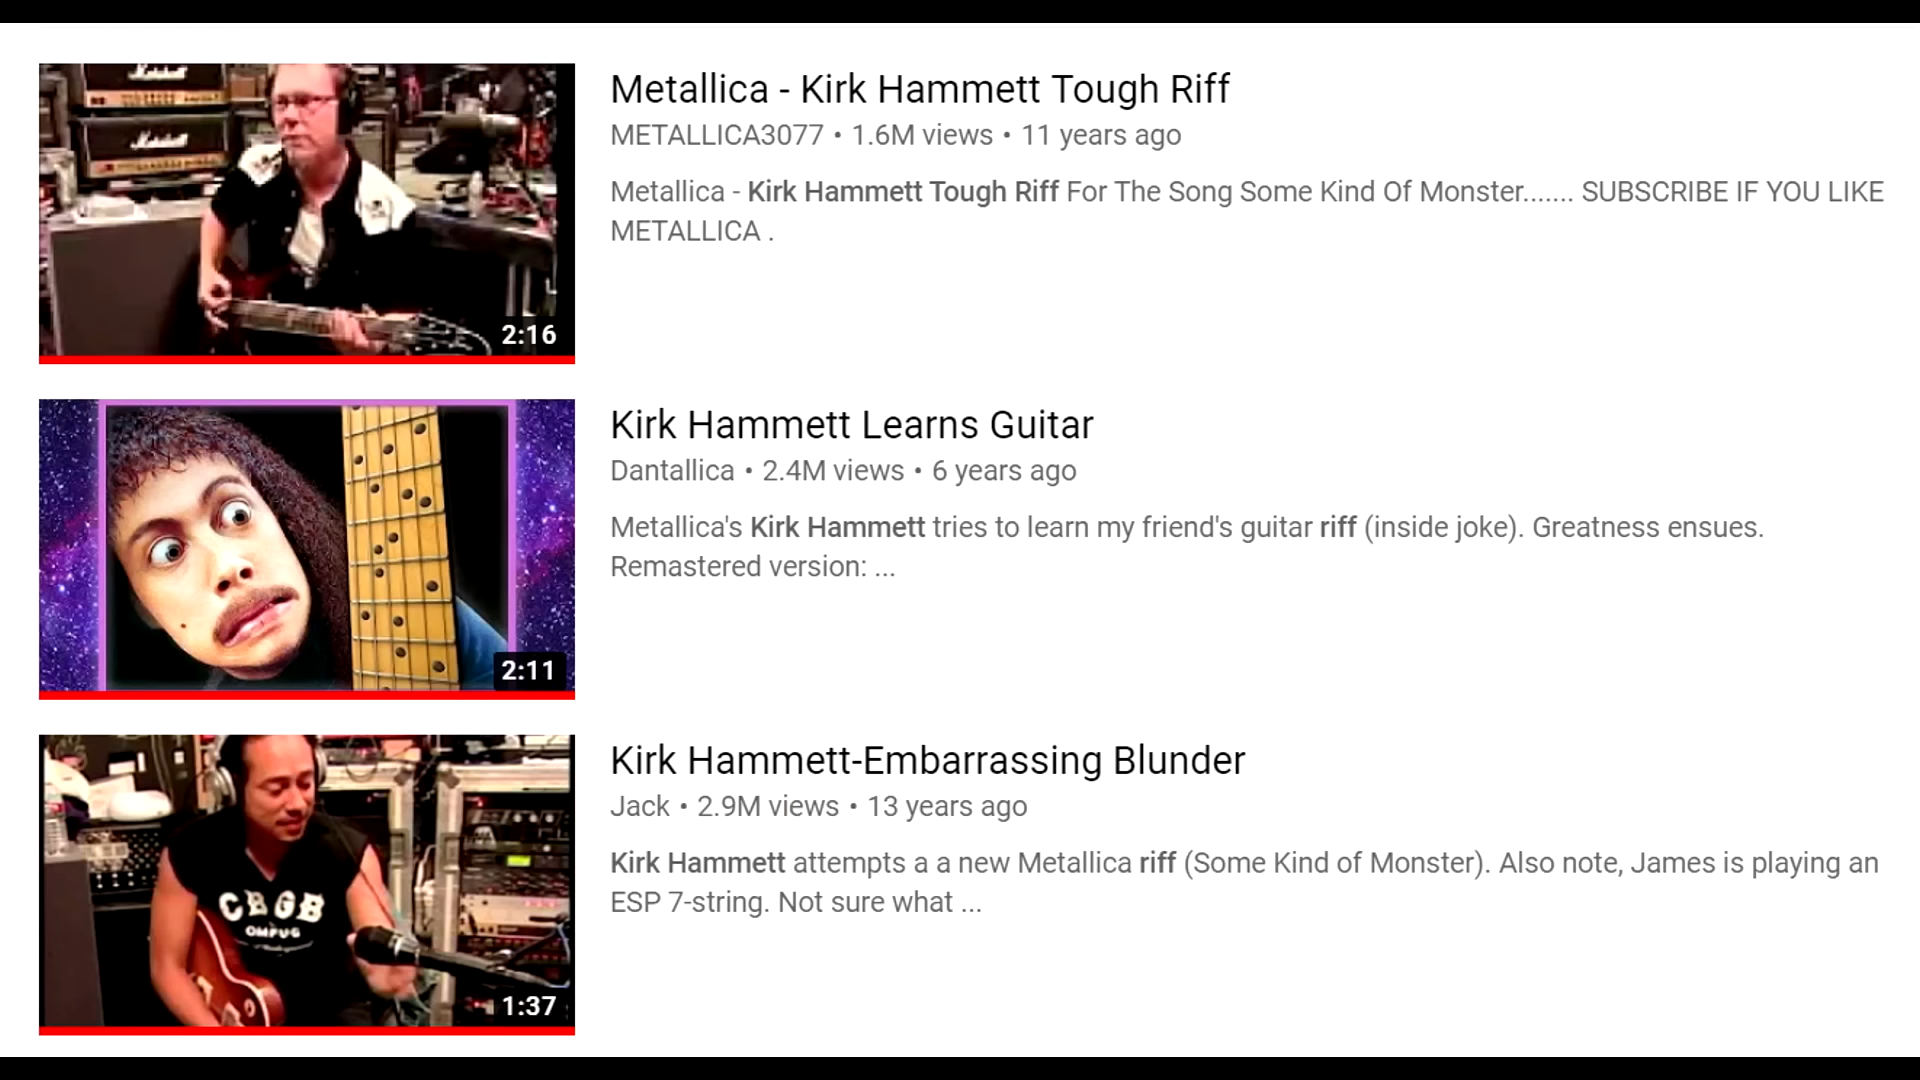 Marshall
Marshall
2:16
Metallica - Kirk Hammett Tough Riff
METALLICA3077 • 1.6M views • 11 years ago
Metallica - Kirk Hammett Tough Riff For The Song Some Kind Of Monster....... SUBSCRIBE IF YOU LIKE
METALLICA .
2:11
Kirk Hammett Learns Guitar
Dantallica • 2.4M views • 6 years ago
Metallica's Kirk Hammett tries to learn my friend's guitar riff (inside joke). Greatness ensues.
Remastered version: ...
CBGB
OMFUG
1:37
Kirk Hammett-Embarrassing Blunder
Jack • 2.9M views • 13 years ago
Kirk Hammett attempts a a new Metallica riff (Some Kind of Monster). Also note, James is playing an
ESP 7-string. Not sure what ...